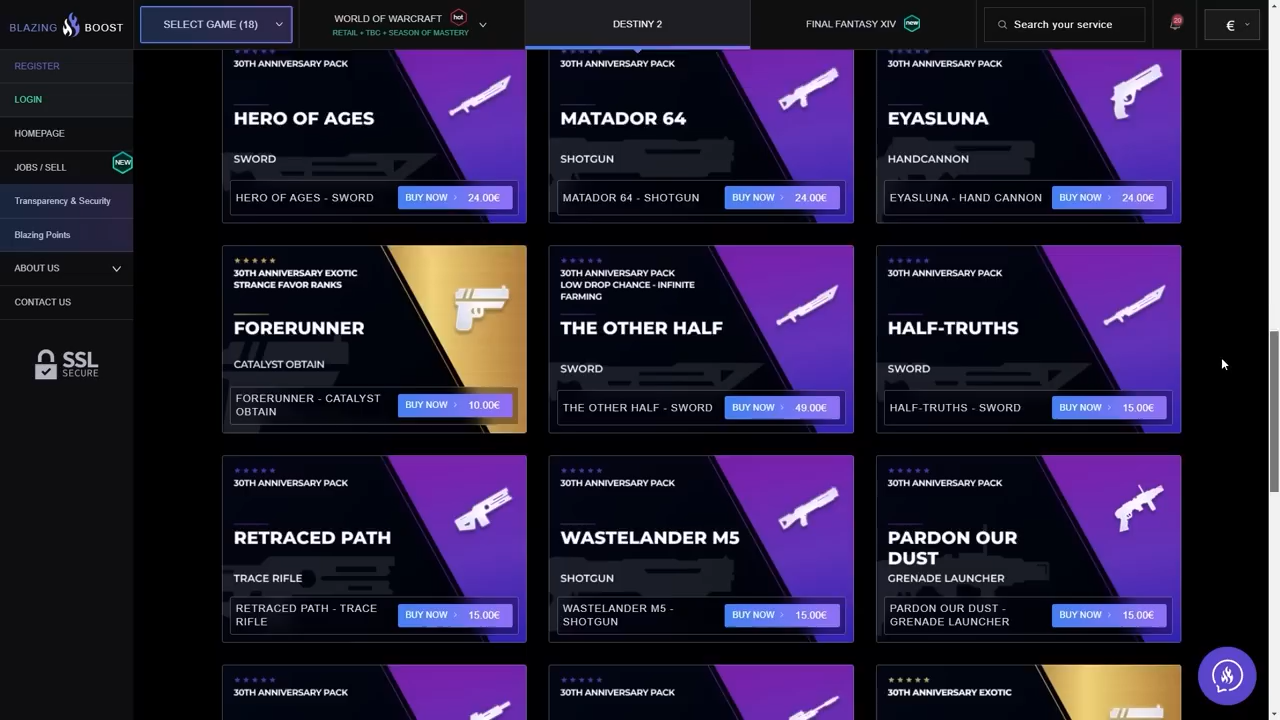 BLAZING BOOST
SELECT GAME (18)
WORLD OF WARCRAFT
hot
RETAIL + TBC + SEASON OF MASTERY
DESTINY 2
FINAL FANTASY XIV
new
Search your service
20
€
REGISTER
LOGIN
HOMEPAGE
JOBS / SELL
NEW
Transparency & Security
Blazing Points
ABOUT US
CONTACT US
SSL
SECURE
30TH ANNIVERSARY PACK
HERO OF AGES
SWORD
HERO OF AGES - SWORD
BUY NOW
24.00€
30TH ANNIVERSARY PACK
MATADOR 64
SHOTGUN
MATADOR 64 - SHOTGUN
BUY NOW
24.00€
30TH ANNIVERSARY PACK
EYASLUNA
HANDCANNON
EYASLUNA - HAND CANNON
BUY NOW
24.00€
30TH ANNIVERSARY EXOTIC
STRANGE FAVOR RANKS
FORERUNNER
CATALYST OBTAIN
FORERUNNER - CATALYST
OBTAIN
BUY NOW
10.00€
30TH ANNIVERSARY PACK
LOW DROP CHANCE - INFINITE
FARMING
THE OTHER HALF
SWORD
THE OTHER HALF - SWORD
BUY NOW
49.00€
30TH ANNIVERSARY PACK
HALF-TRUTHS
SWORD
HALF-TRUTHS - SWORD
BUY NOW
15.00€
30TH ANNIVERSARY PACK
RETRACED PATH
TRACE RIFLE
RETRACED PATH - TRACE
RIFLE
BUY NOW
15.00€
30TH ANNIVERSARY PACK
WASTELANDER M5
SHOTGUN
WASTELANDER M5 -
SHOTGUN
BUY NOW
15.00€
30TH ANNIVERSARY PACK
PARDON OUR
DUST
GRENADE LAUNCHER
PARDON OUR DUST -
GRENADE LAUNCHER
BUY NOW
15.00€
30TH ANNIVERSARY PACK
30TH ANNIVERSARY PACK
30TH ANNIVERSARY EXOTIC